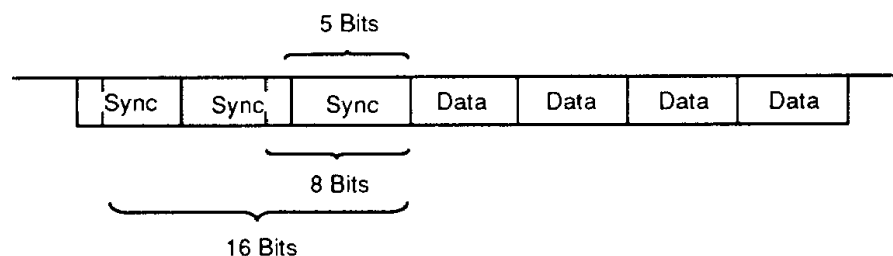 5 Bits
Sync Sync Sync Data Data Data Data
8 Bits
16 Bits